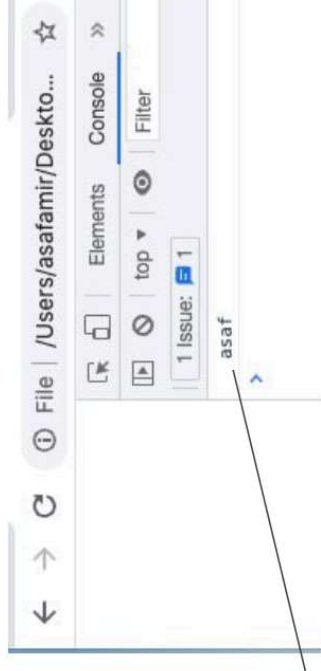 File | /Users/asafamir/Deskto...
Elements Console
top Filter
1 Issue: 1
asaf